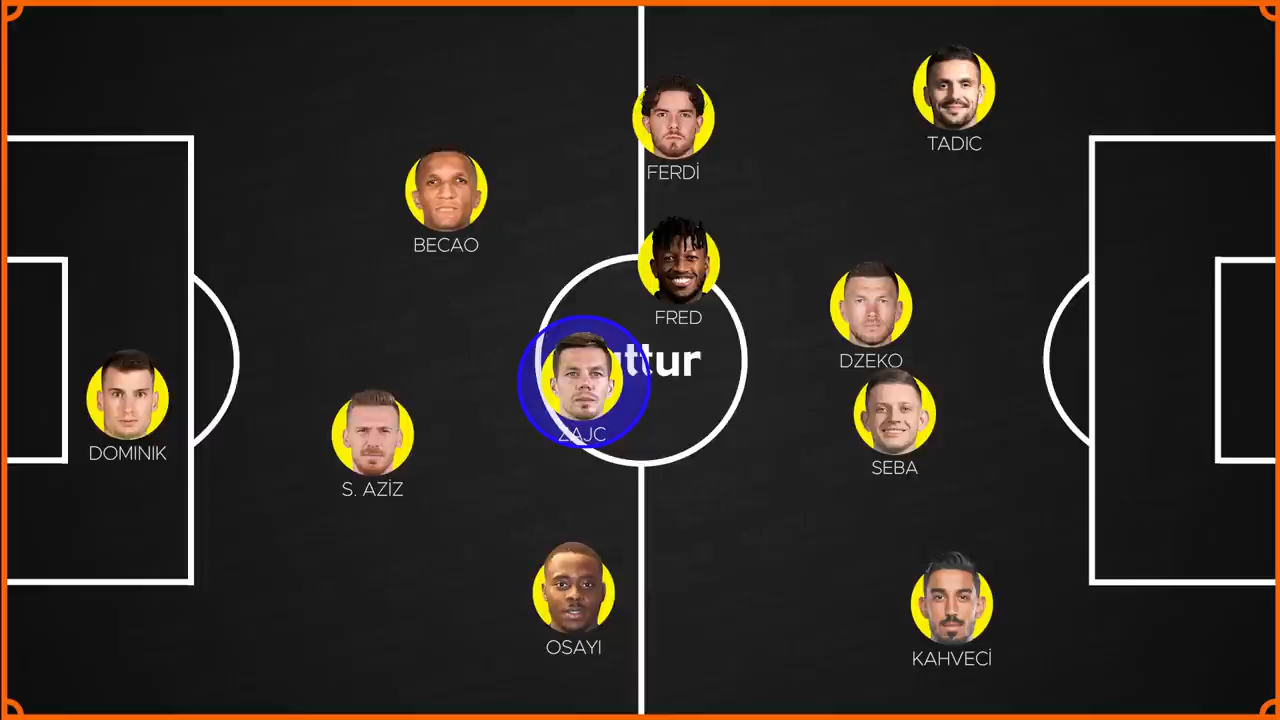 TADIC
FERDİ
BECAO
FRED
DZEKO
ZAJC
DOMINIK
SEBA
S. AZİZ
OSAYI
KAHVECİ